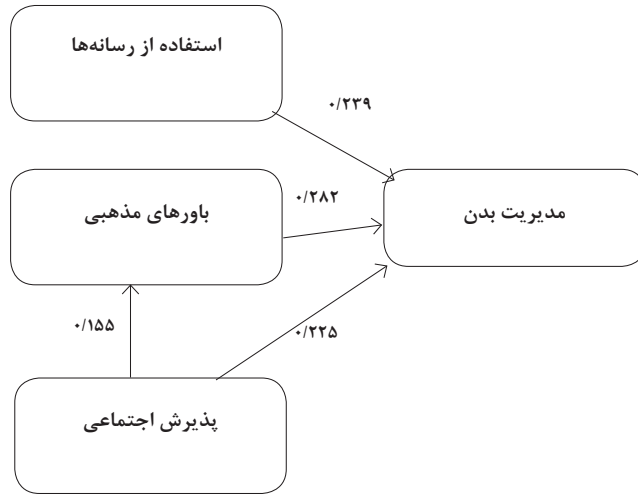 استفاده از رسانه‌ها
۰/۲۳۹
باورهای مذهبی
۰/۲۸۲
مدیریت بدن
۰/۱۵۵
۰/۲۲۵
پذیرش اجتماعی